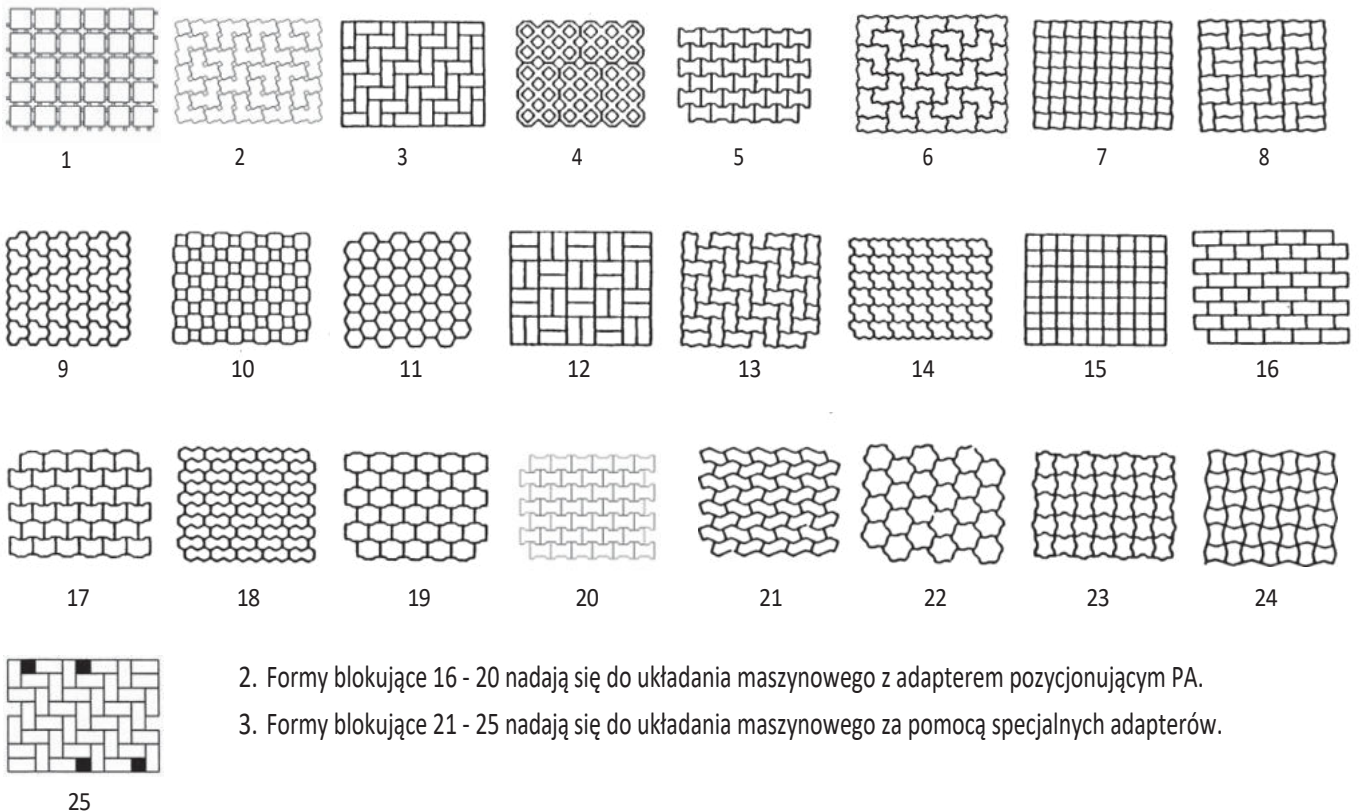 1 2 3 4 5 6 7 8
9 10 11 12 13 14 15 16
17 18 19 20 21 22 23 24
2. Formy blokujące 16 - 20 nadają się do układania maszynowego z adapterem pozycjonującym PA.
3. Formy blokujące 21 - 25 nadają się do układania maszynowego za pomocą specjalnych adapterów.
25